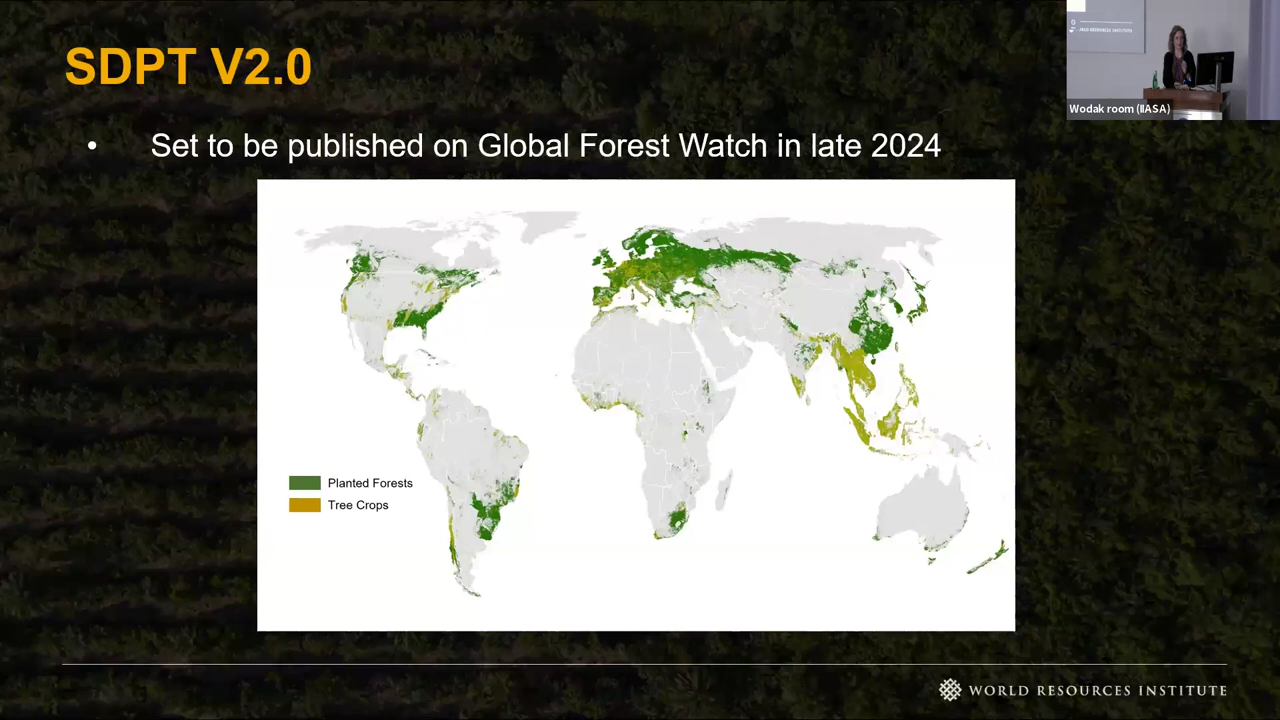 SDPT V2.0
Wodak room (IIASA)
• Set to be published on Global Forest Watch in late 2024
Planted Forests
Tree Crops
WORLD RESOURCES INSTITUTE